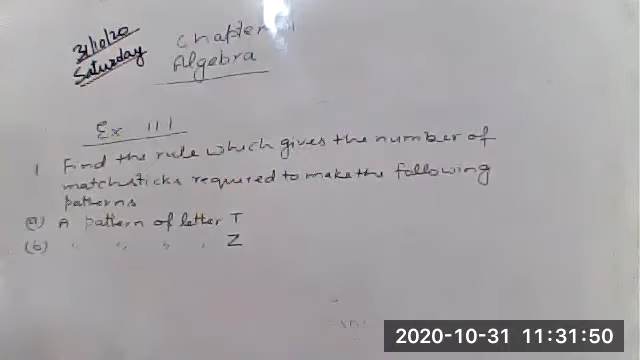 31/10/20
Saturday
Chapter 11
Algebra
Ex 11.1
1 Find the rule which gives the number of
matchsticks required to make the following
patterns
(a) A pattern of letter T
(b) " " " " Z
2020-10-31 11:31:50